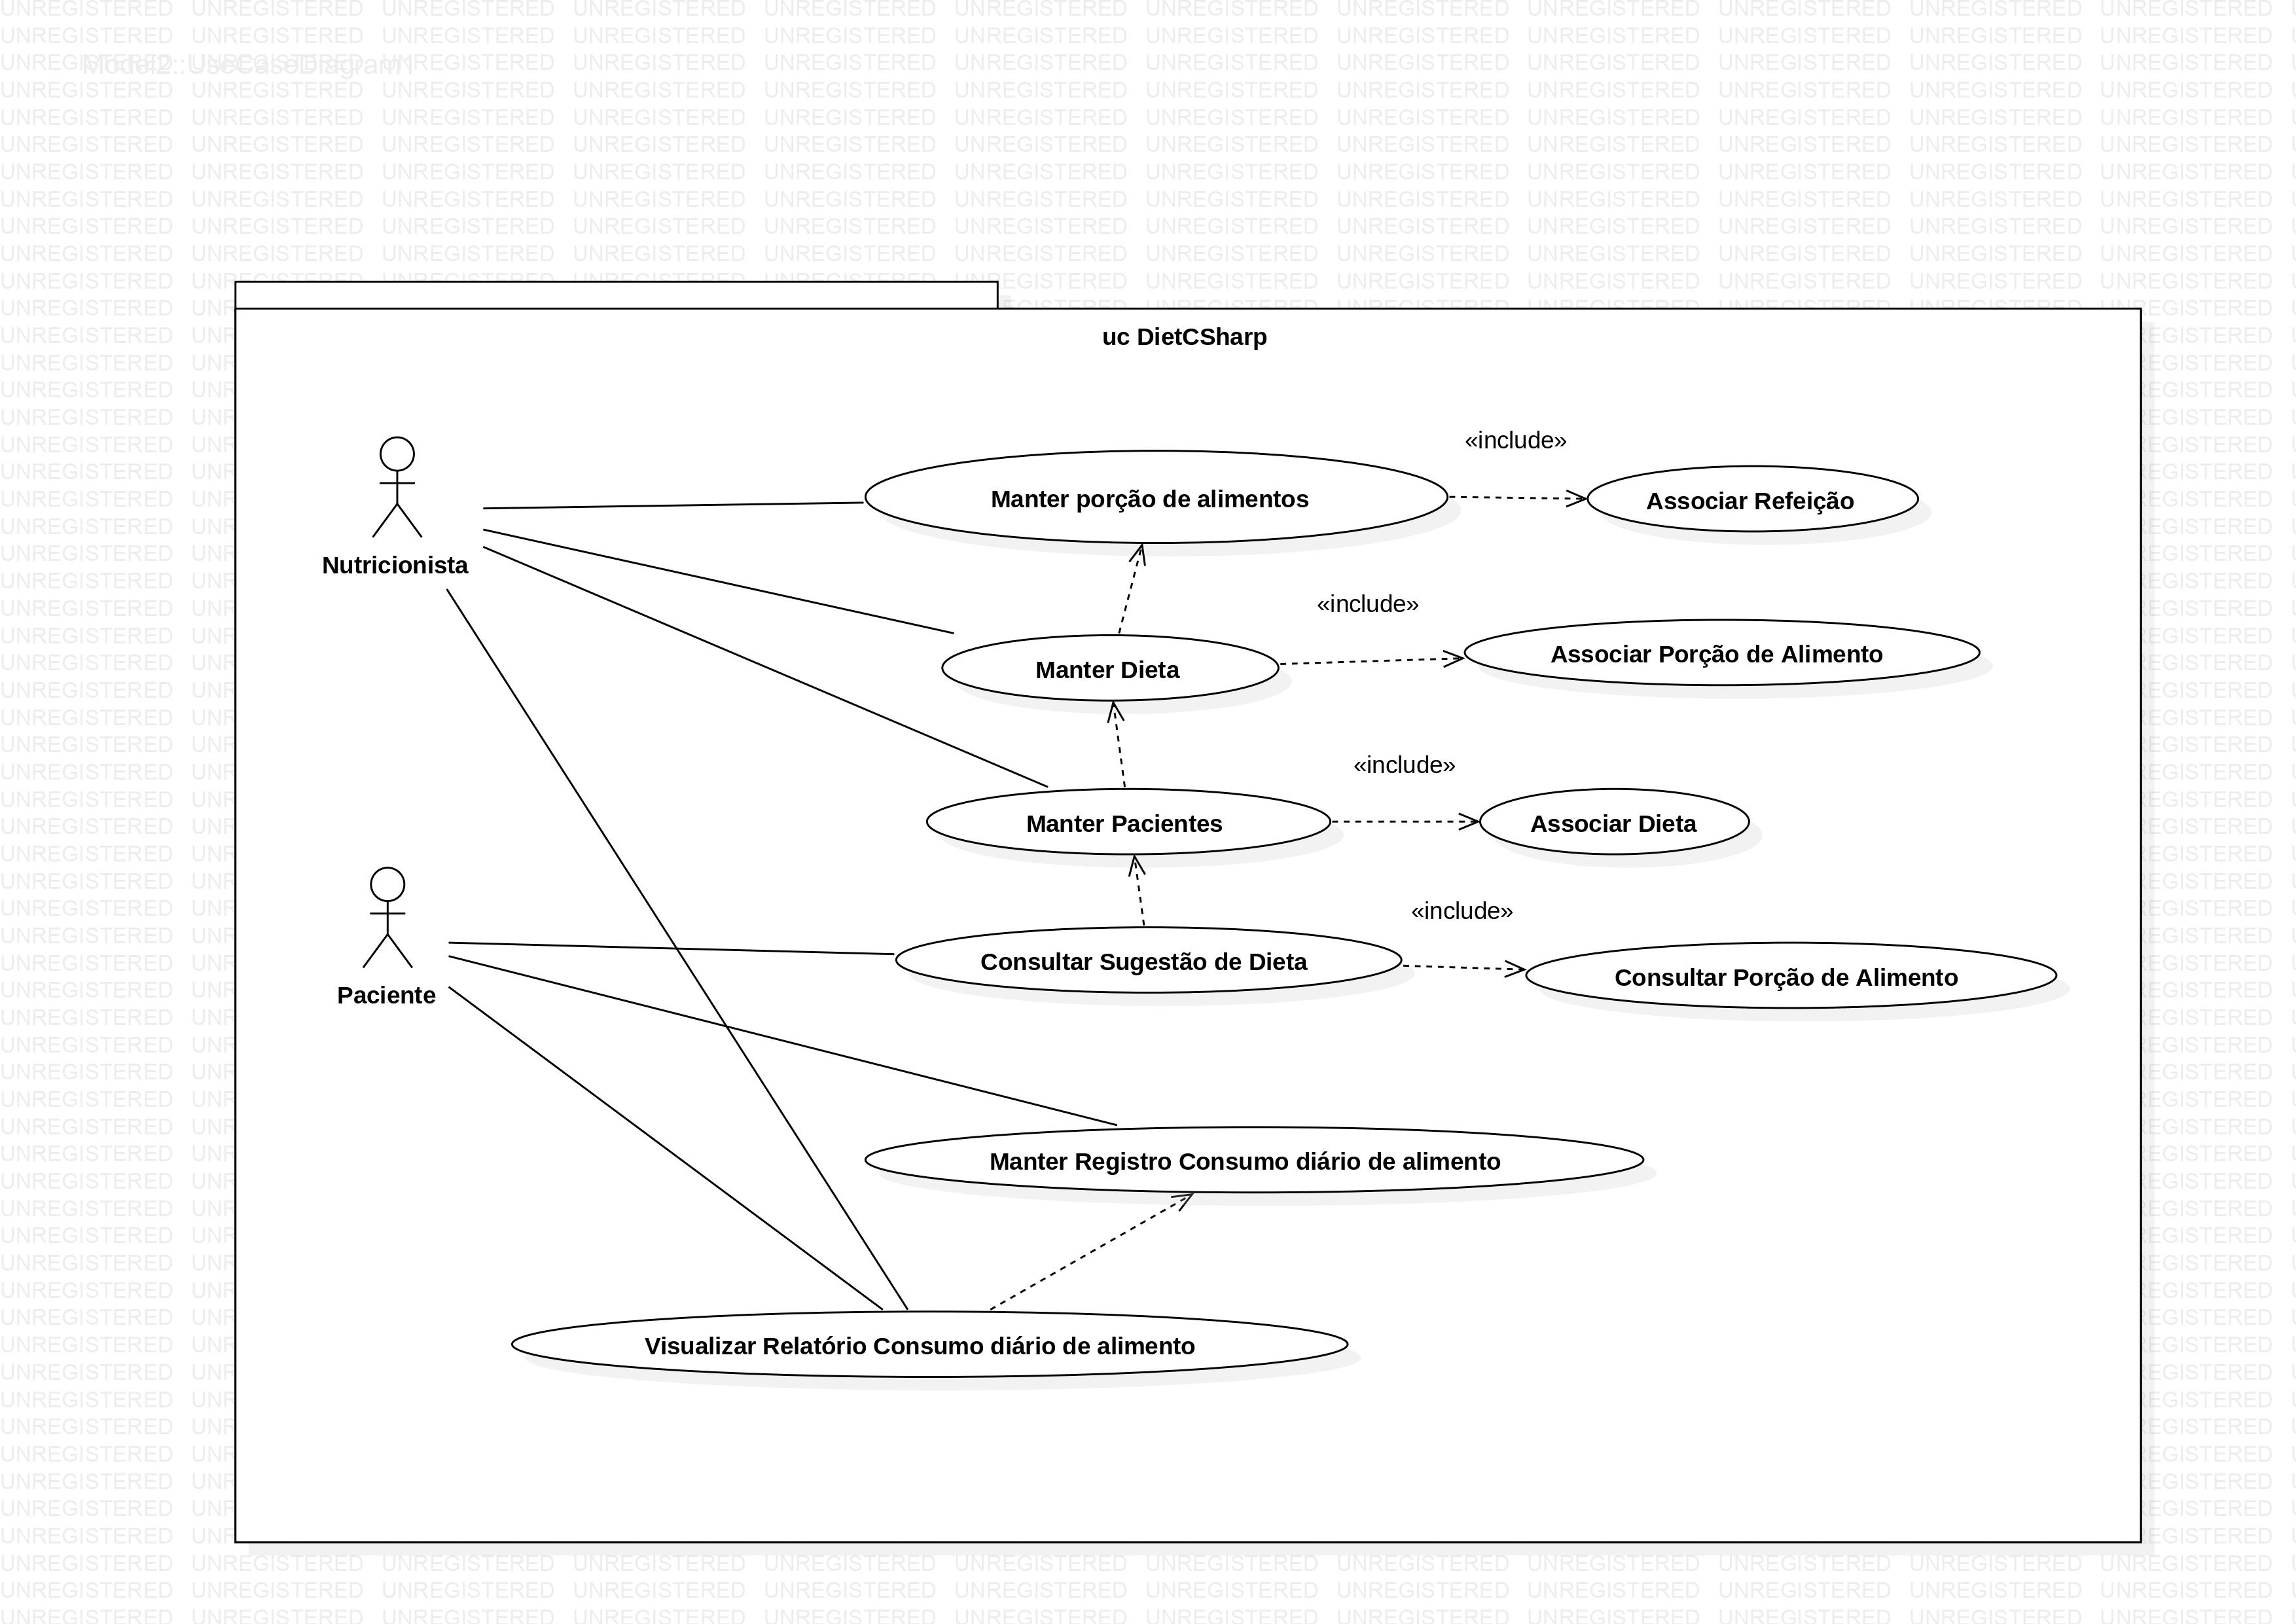 Model2::UseCaseDiagram1
uc DietCSharp
«include»
Manter porção de alimentos
Associar Refeição
Nutricionista
«include»
Manter Dieta
Associar Porção de Alimento
«include»
Manter Pacientes
Associar Dieta
«include»
Consultar Sugestão de Dieta
Consultar Porção de Alimento
Paciente
Manter Registro Consumo diário de alimento
Visualizar Relatório Consumo diário de alimento
UNREGISTERED